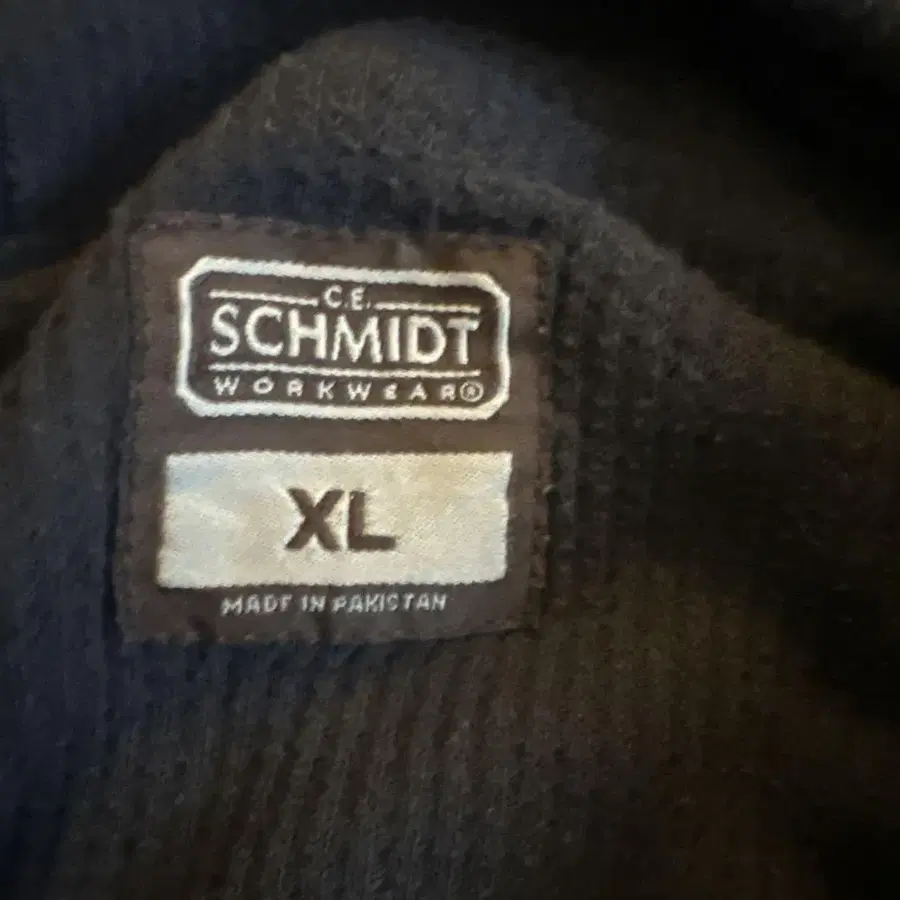 C.E.
SCHMIDT
WORKWEAR®
XL
MADE IN PAKISTAN